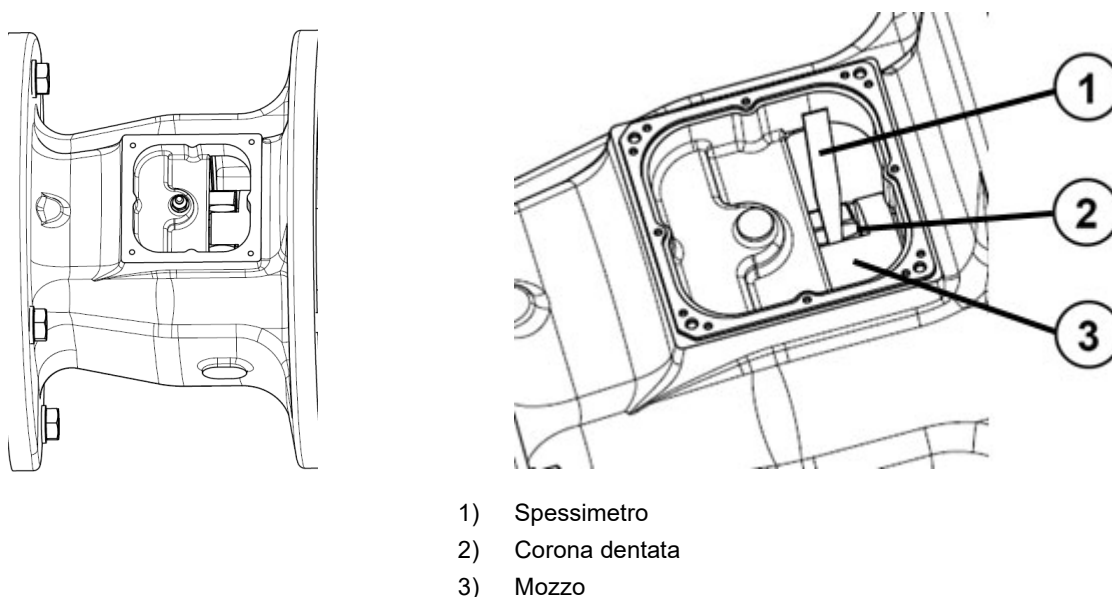 1
2
3
1) Spessimetro
2) Corona dentata
3) Mozzo